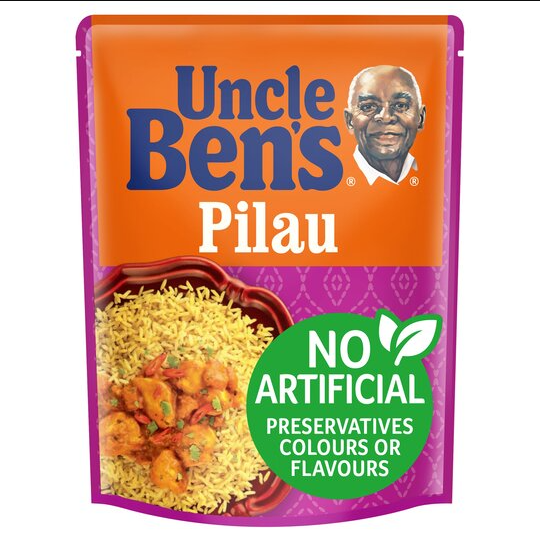 Uncle
Ben's
® ®
Pilau
NO
ARTIFICIAL
PRESERVATIVES
COLOURS OR
FLAVOURS